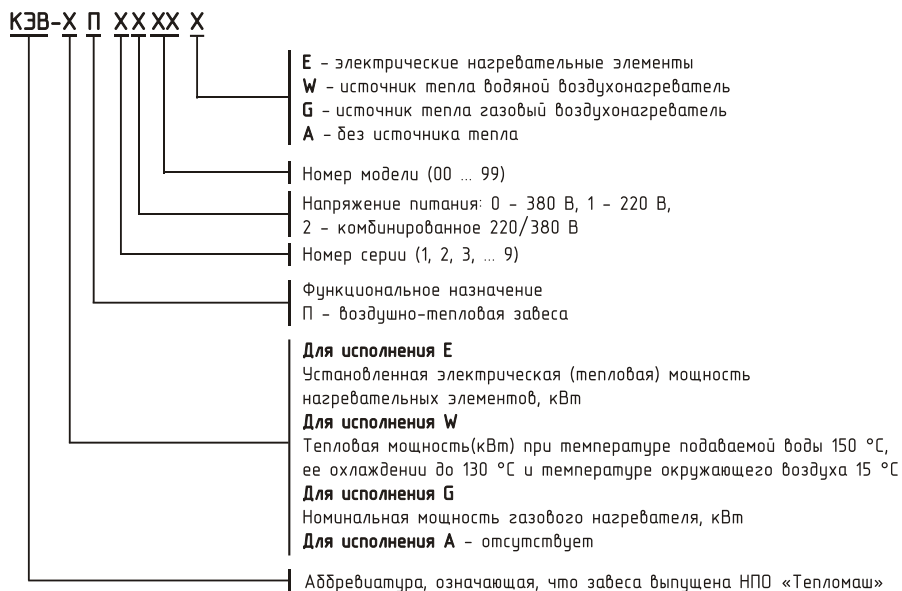 КЭВ-Х П ХХ ХХ Х
Е - электрические нагревательные элементы
W - источник тепла водяной воздухонагреватель
G - источник тепла газовый воздухонагреватель
А - без источника тепла
Номер модели (00 ... 99)
Напряжение питания: 0 - 380 В, 1 - 220 В,
2 - комбинированное 220/380 В
Номер серии (1, 2, 3, ... 9)
Функциональное назначение
П - воздушно-тепловая завеса
Для исполнения Е
Установленная электрическая (тепловая) мощность
нагревательных элементов, кВт
Для исполнения W
Тепловая мощность(кВт) при температуре подаваемой воды 150 °С,
ее охлаждении до 130 °С и температуре окружающего воздуха 15 °С
Для исполнения G
Номинальная мощность газового нагревателя, кВт
Для исполнения А - отсутствует
Аббревиатура, означающая, что завеса выпущена НПО «Тепломаш»